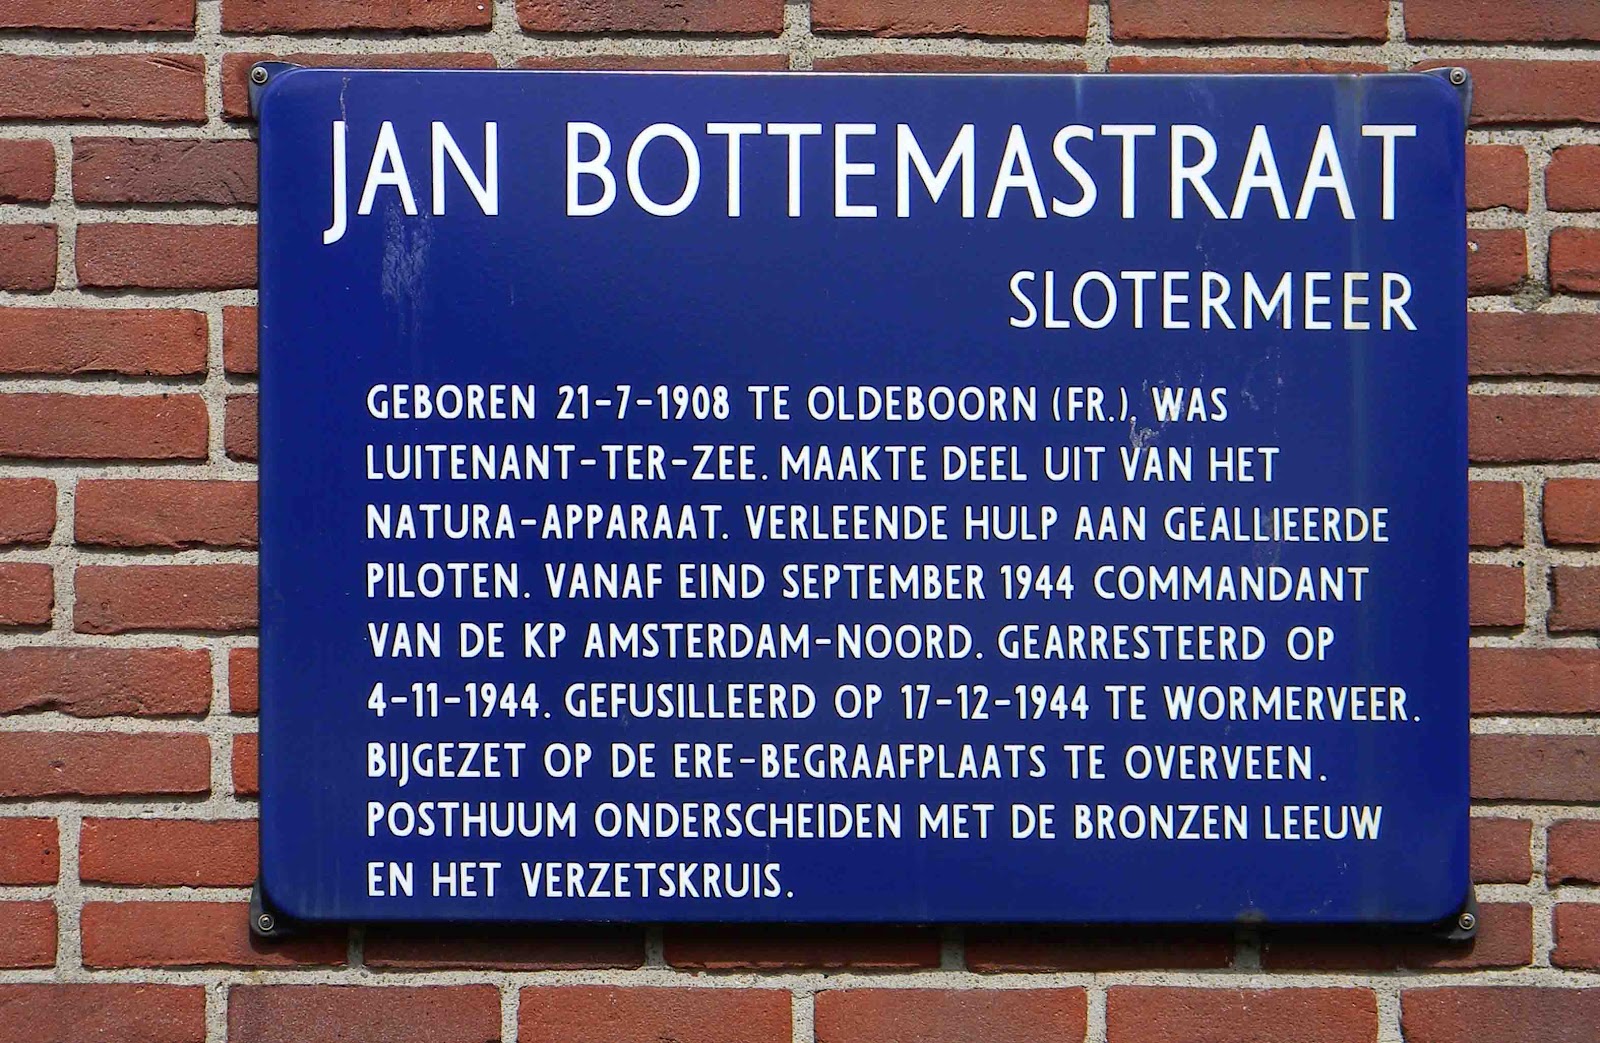 JAN BOTTEMASTRAAT
SLOTERMEER
GEBOREN 21-7-1908 TE OLDEBOORN (FR.). WAS
LUITENANT-TER-ZEE. MAAKTE DEEL UIT VAN HET
NATURA-APPARAAT. VERLEENDE HULP AAN GEALLIEERDE
PILOTEN. VANAF EIND SEPTEMBER 1944 COMMANDANT
VAN DE KP AMSTERDAM-NOORD. GEARRESTEERD OP
4-11-1944. GEFUSILLEERD OP 17-12-1944 TE WORMERVEER.
BIJGEZET OP DE ERE-BEGRAAFPLAATS TE OVERVEEN.
POSTHUUM ONDERSCHEIDEN MET DE BRONZEN LEEUW
EN HET VERZETSKRUIS.